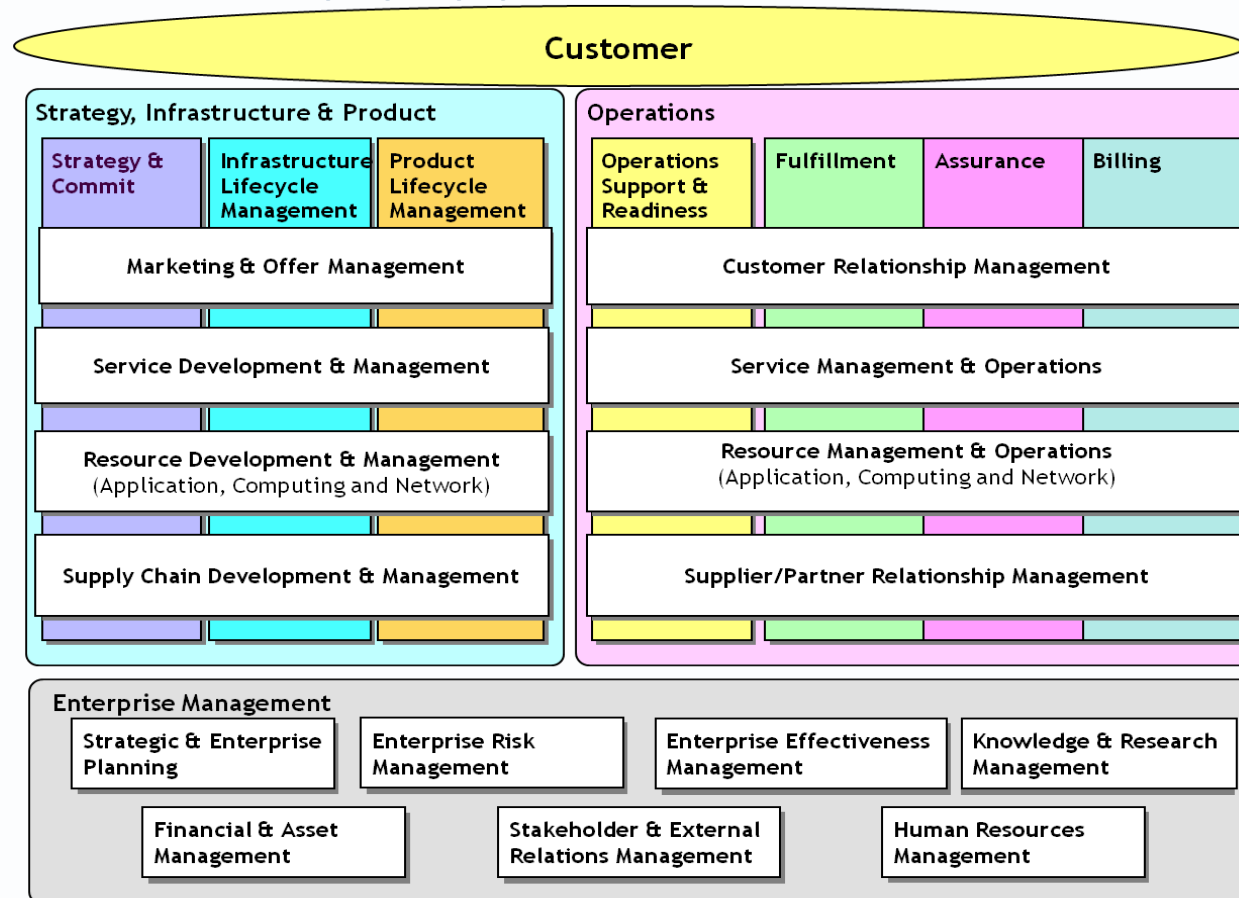 Customer
Strategy, Infrastructure & Product
Strategy &
Commit
Infrastructure
Lifecycle
Management
Product
Lifecycle
Management
Marketing & Offer Management
Service Development & Management
Resource Development & Management
(Application, Computing and Network)
Supply Chain Development & Management
Operations
Operations
Support &
Readiness
Fulfillment
Assurance
Billing
Customer Relationship Management
Service Management & Operations
Resource Management & Operations
(Application, Computing and Network)
Supplier/Partner Relationship Management
Enterprise Management
Strategic & Enterprise
Planning
Enterprise Risk
Management
Enterprise Effectiveness
Management
Knowledge & Research
Management
Financial & Asset
Management
Stakeholder & External
Relations Management
Human Resources
Management